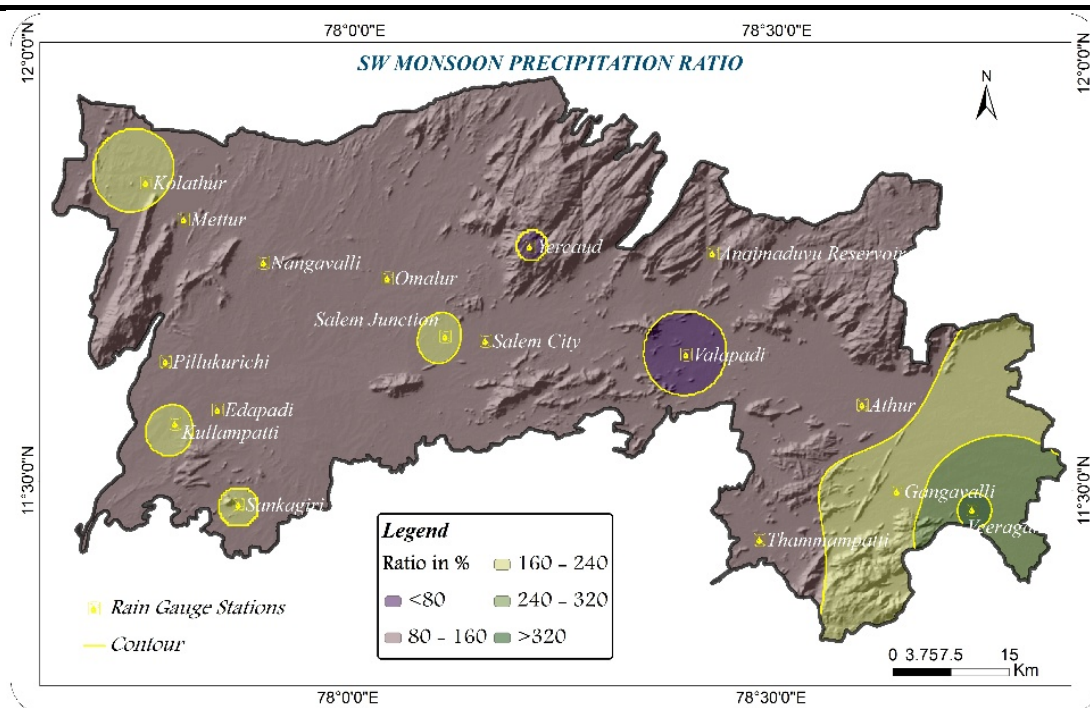 78°0'0"E
78°30'0"E
12°0'0"N
12°0'0"N
SW MONSOON PRECIPITATION RATIO
N
Kolathur
Mettur
Yercaud
Anaimaduvu Reservoir
Nangavalli
Omalur
Salem Junction
Salem City
Valapadi
Pillukurichi
Edapadi
Athur
Kullampatti
11°30'0"N
11°30'0"N
Sankagiri
Gangavalli
Veeragan
Thammampatti
Legend
Ratio in %
160 - 240
<80
240 - 320
80 - 160
>320
Rain Gauge Stations
Contour
0 3.757.5 15
Km
78°0'0"E
78°30'0"E